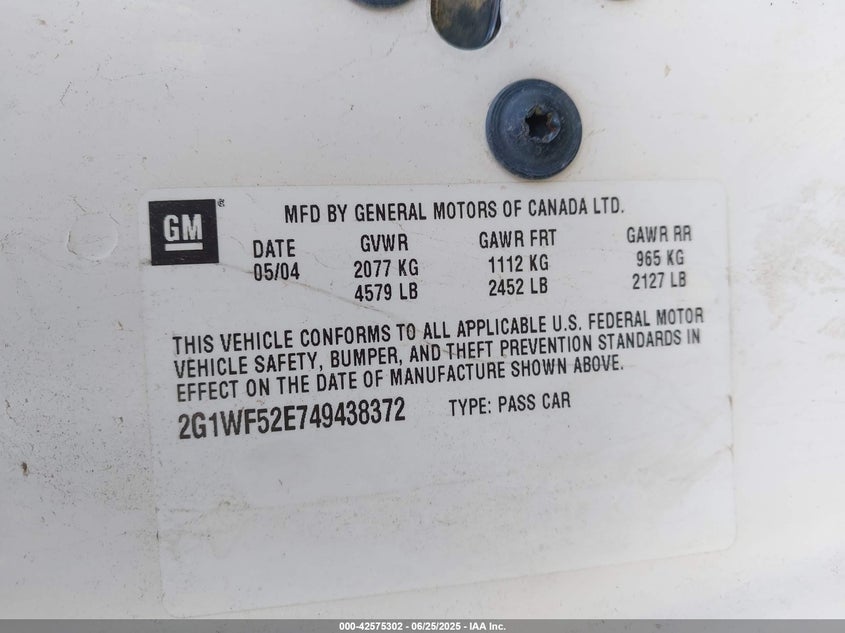 GM®
MFD BY GENERAL MOTORS OF CANADA LTD.
DATE GVWR GAWR FRT GAWR RR
05/04 2077 KG 1112 KG 965 KG
4579 LB 2452 LB 2127 LB
THIS VEHICLE CONFORMS TO ALL APPLICABLE U.S. FEDERAL MOTOR
VEHICLE SAFETY, BUMPER, AND THEFT PREVENTION STANDARDS IN
EFFECT ON THE DATE OF MANUFACTURE SHOWN ABOVE.
2G1WF52E749438372 TYPE: PASS CAR
000-42575302 - 06/25/2025 - IAA Inc.